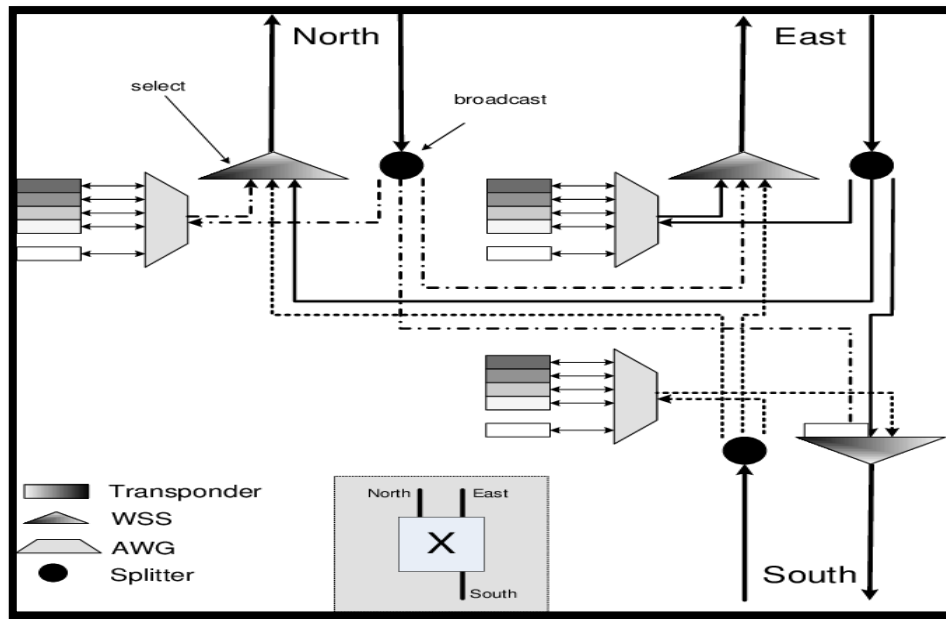 North
East
select
broadcast
Transponder
WSS
AWG
Splitter
North
East
X
South
South